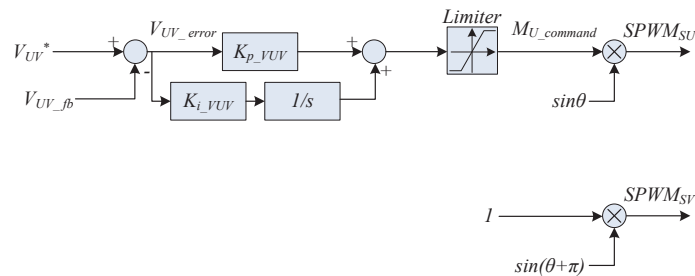 Limiter
V_UV_error
M_U_command
SPWM_SU
V_UV*
+
-
K_p_VUV
+
+
V_UV_fb
K_i_VUV
1/s
sinθ
SPWM_SV
1
sin(θ+π)